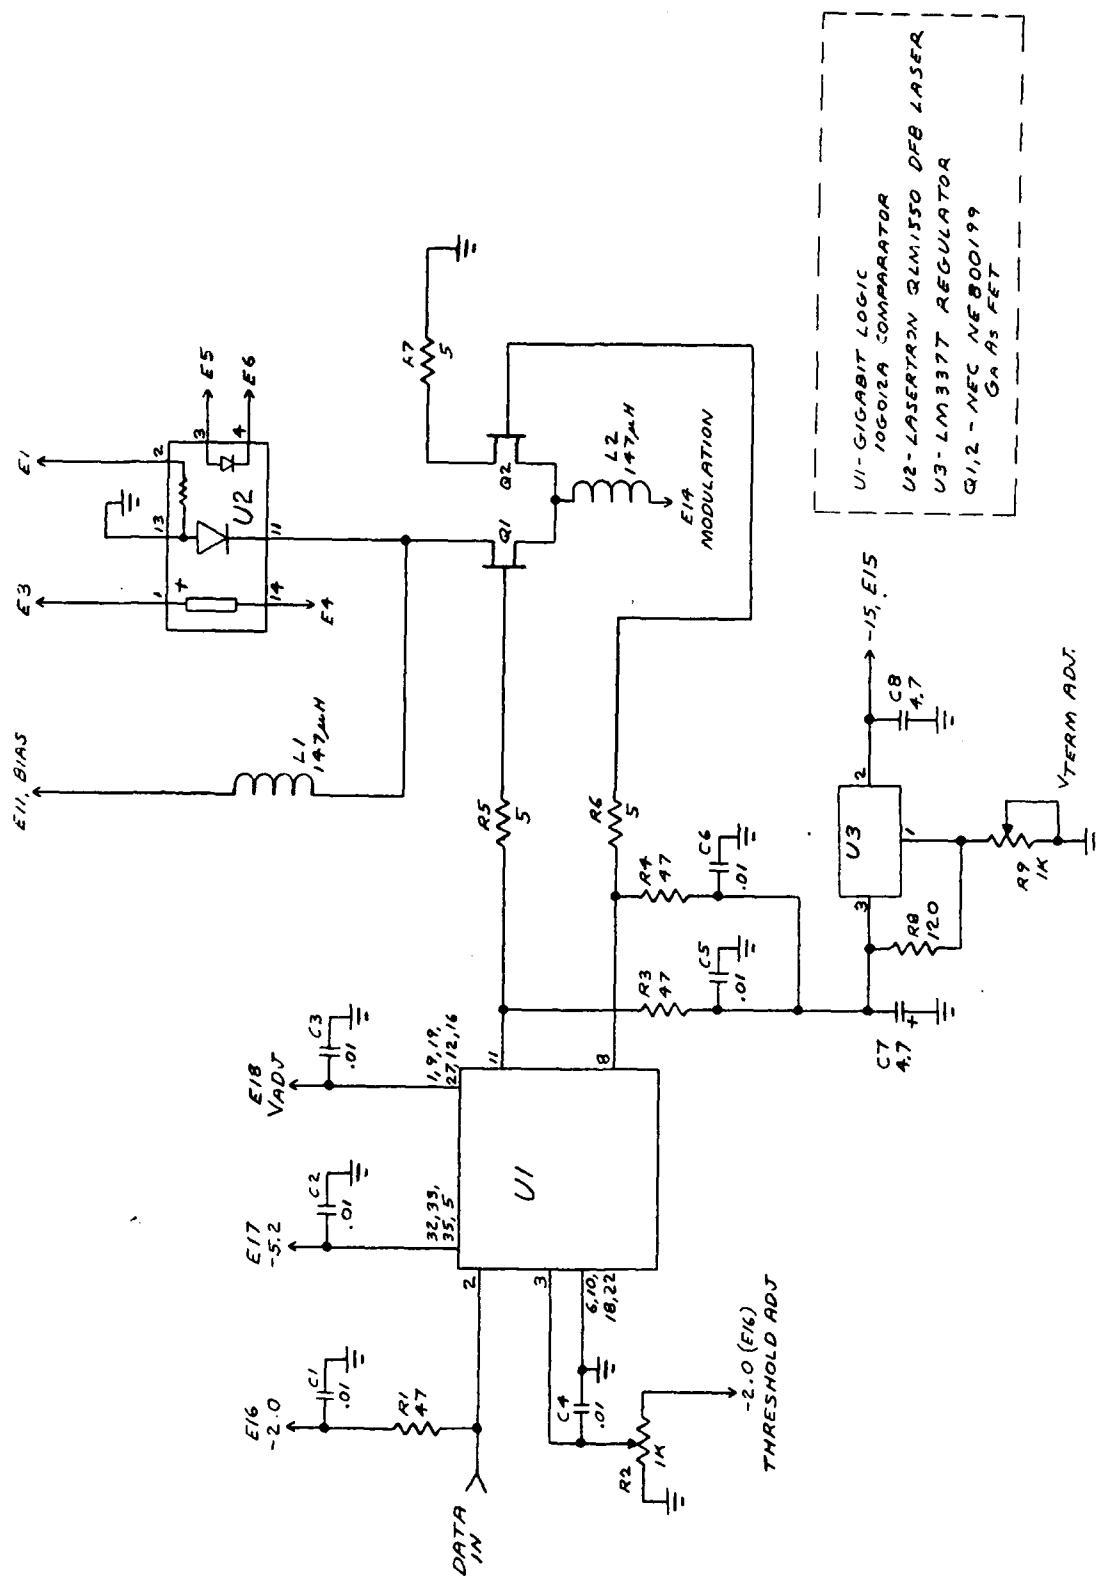 E11, BIAS
L1
147µH
E3
E1
1
13
2
+
U2
3
E5
4
E6
14
11
E4
R7
5
Q1
Q2
L2
147µH
E14
MODULATION
E16
-2.0
C1
.01
R1
47
DATA
IN
E17
-5.2
C2
.01
E18
VADJ
C3
.01
32, 33,
35, 5
1, 9, 19,
27, 12, 16
2
U1
11
3
8
6, 10,
18, 22
C4
.01
R2
1K
-2.0 (E16)
THRESHOLD ADJ
R5
5
R6
5
R3
47
R4
47
C5
.01
C6
.01
C7
4.7
+
3
U3
2
1
R8
120
R9
1K
VTERM ADJ.
C8
4.7
-15, E15
U1-GIGABIT LOGIC
10G012A COMPARATOR
U2-LASERTRON QLM1550 DFB LASER
U3-LM337T REGULATOR
Q1,2-NEC NE800199
GaAs FET